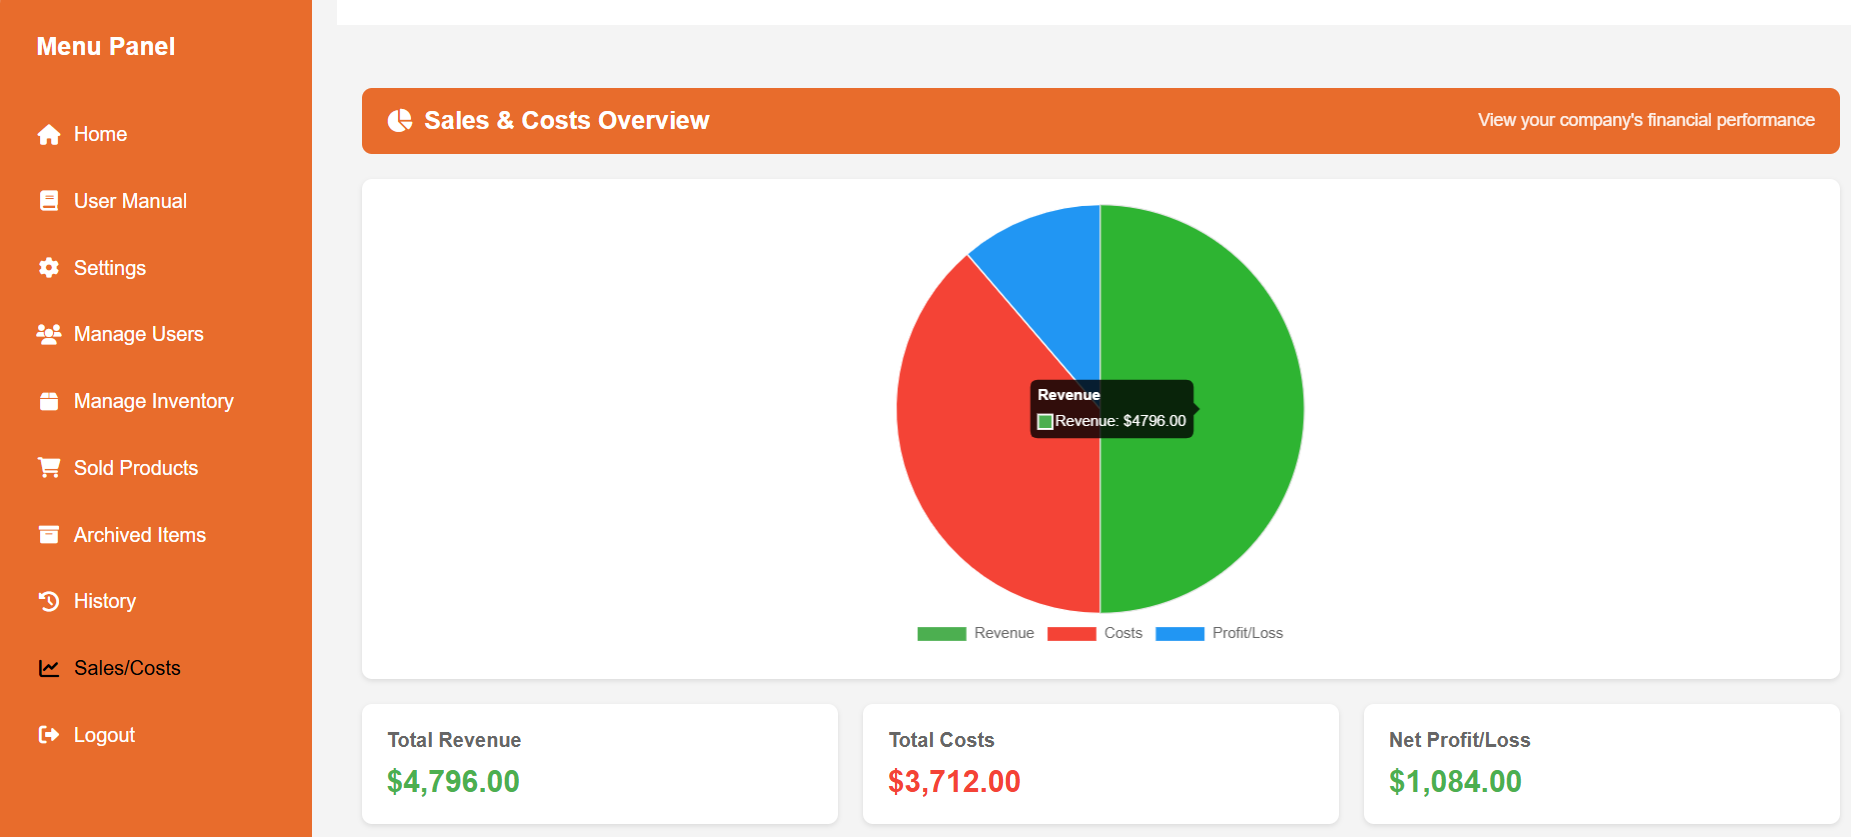 Menu Panel
Home
User Manual
Settings
Manage Users
Manage Inventory
Sold Products
Archived Items
History
Sales/Costs
Logout
Sales & Costs Overview
View your company's financial performance
Revenue
Revenue: $4796.00
Revenue Costs Profit/Loss
Total Revenue
$4,796.00
Total Costs
$3,712.00
Net Profit/Loss
$1,084.00